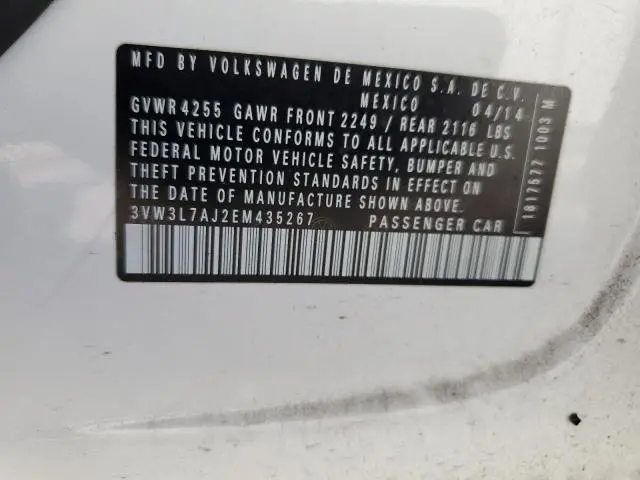 MFD BY VOLKSWAGEN DE MEXICO S.A. DE C.V.
MEXICO 04/14
GVWR 4255 GAWR FRONT 2249 / REAR 2116 LBS
THIS VEHICLE CONFORMS TO ALL APPLICABLE U.S.
FEDERAL MOTOR VEHICLE SAFETY, BUMPER AND
THEFT PREVENTION STANDARDS IN EFFECT ON
THE DATE OF MANUFACTURE SHOWN ABOVE.
3VW3L7AJ2EM435267 PASSENGER CAR
1817577 1003 M